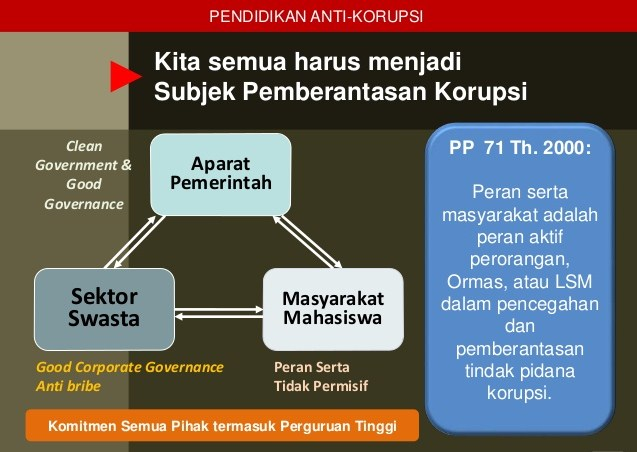 PENDIDIKAN ANTI-KORUPSI
Kita semua harus menjadi
Subjek Pemberantasan Korupsi
Clean
Government &
Good
Governance
Aparat
Pemerintah
Sektor
Swasta
Masyarakat
Mahasiswa
Good Corporate Governance
Anti bribe
Peran Serta
Tidak Permisif
Komitmen Semua Pihak termasuk Perguruan Tinggi
PP 71 Th. 2000:
Peran serta
masyarakat adalah
peran aktif
perorangan,
Ormas, atau LSM
dalam pencegahan
dan
pemberantasan
tindak pidana
korupsi.